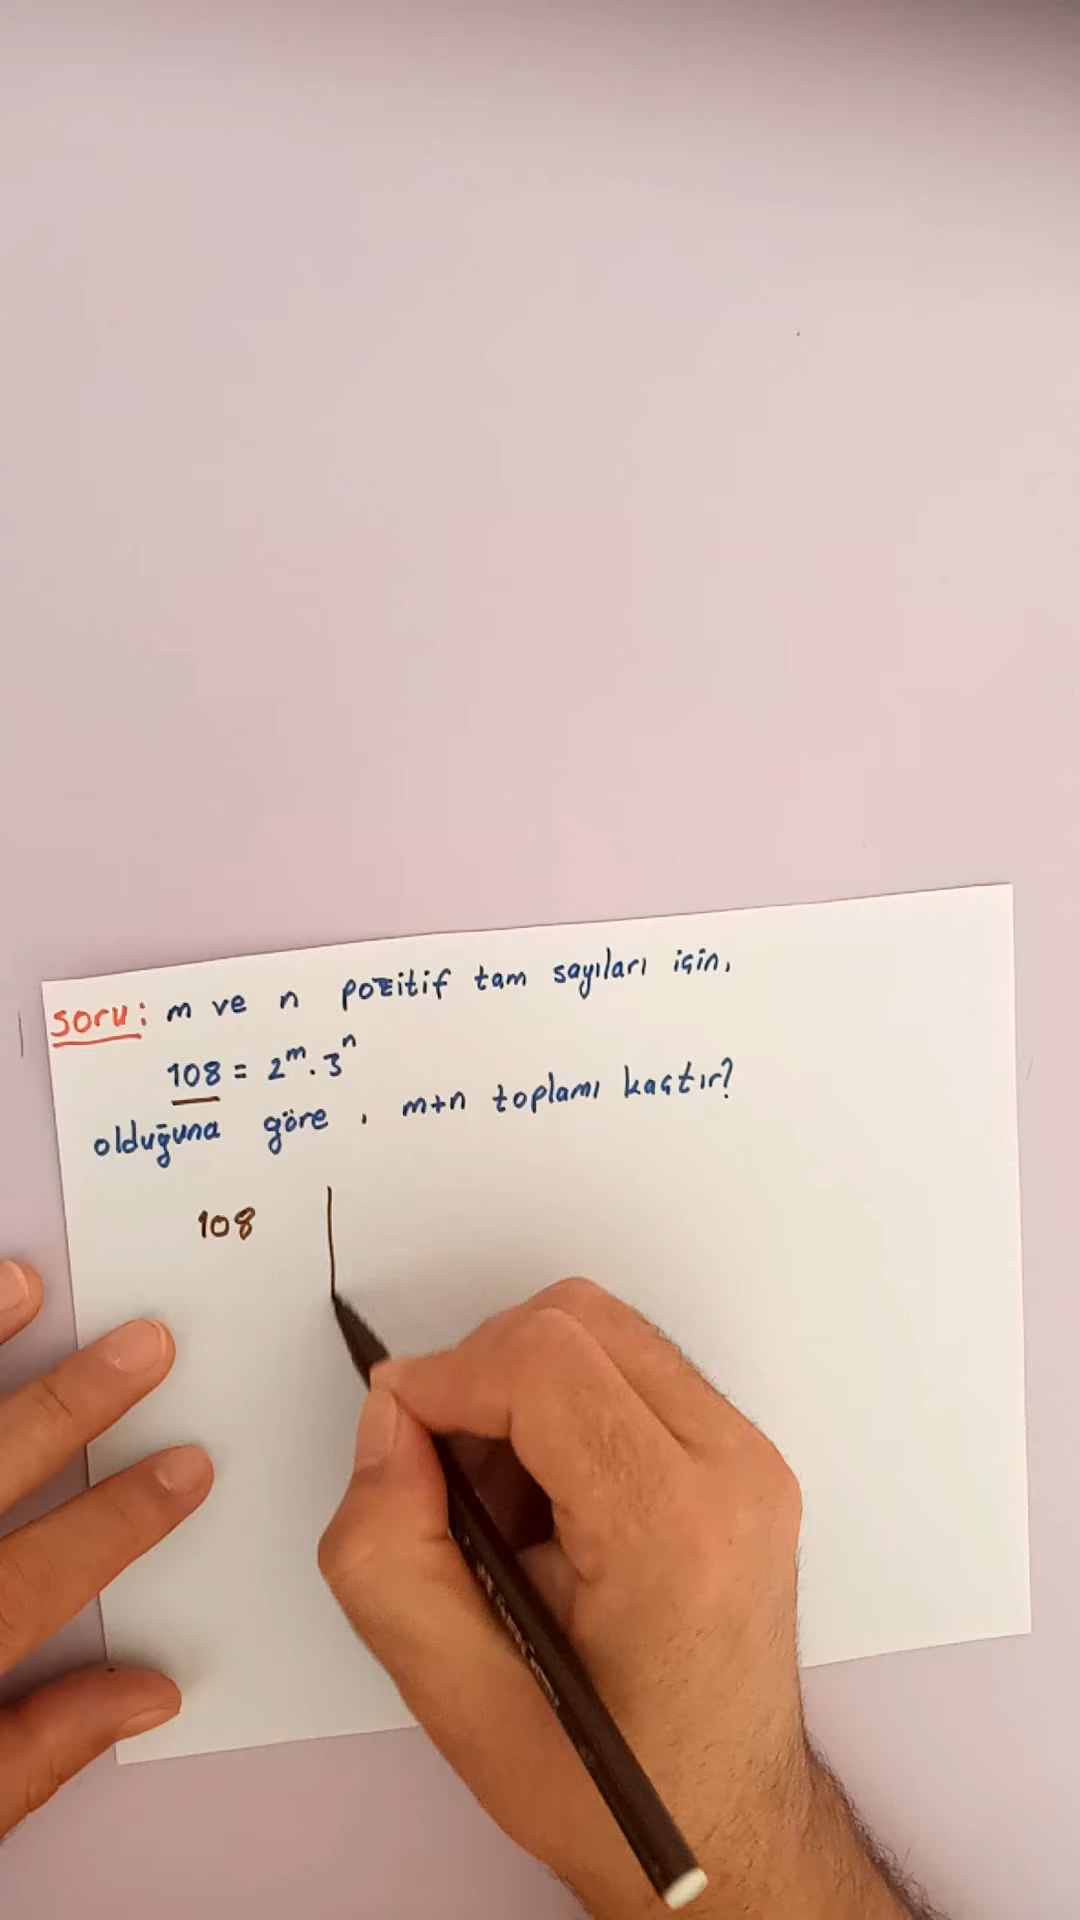 soru: m ve n pozitif tam sayıları için,
108 = 2^m . 3^n
olduğuna göre, m+n toplamı kaçtır?
108